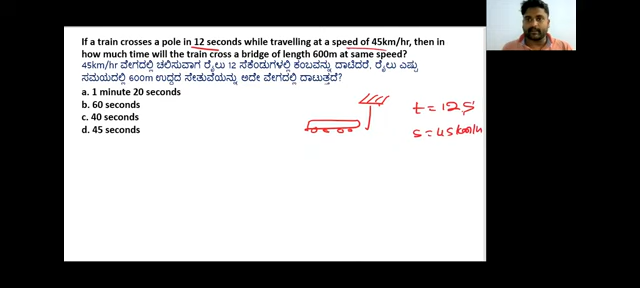 If a train crosses a pole in 12 seconds while travelling at a speed of 45km/hr, then in
how much time will the train cross a bridge of length 600m at same speed?
45km/hr ವೇಗದಲ್ಲಿ ಚಲಿಸುವಾಗ ರೈಲು 12 ಸೆಕೆಂಡುಗಳಲ್ಲಿ ಕಂಬವನ್ನು ದಾಟಿದರೆ, ರೈಲು ಎಷ್ಟು
ಸಮಯದಲ್ಲಿ 600m ಉದ್ದದ ಸೇತುವೆಯನ್ನು ಅದೇ ವೇಗದಲ್ಲಿ ದಾಟುತ್ತದೆ?
a. 1 minute 20 seconds
b. 60 seconds
c. 40 seconds
d. 45 seconds
t = 12 s
s = 45 km/h